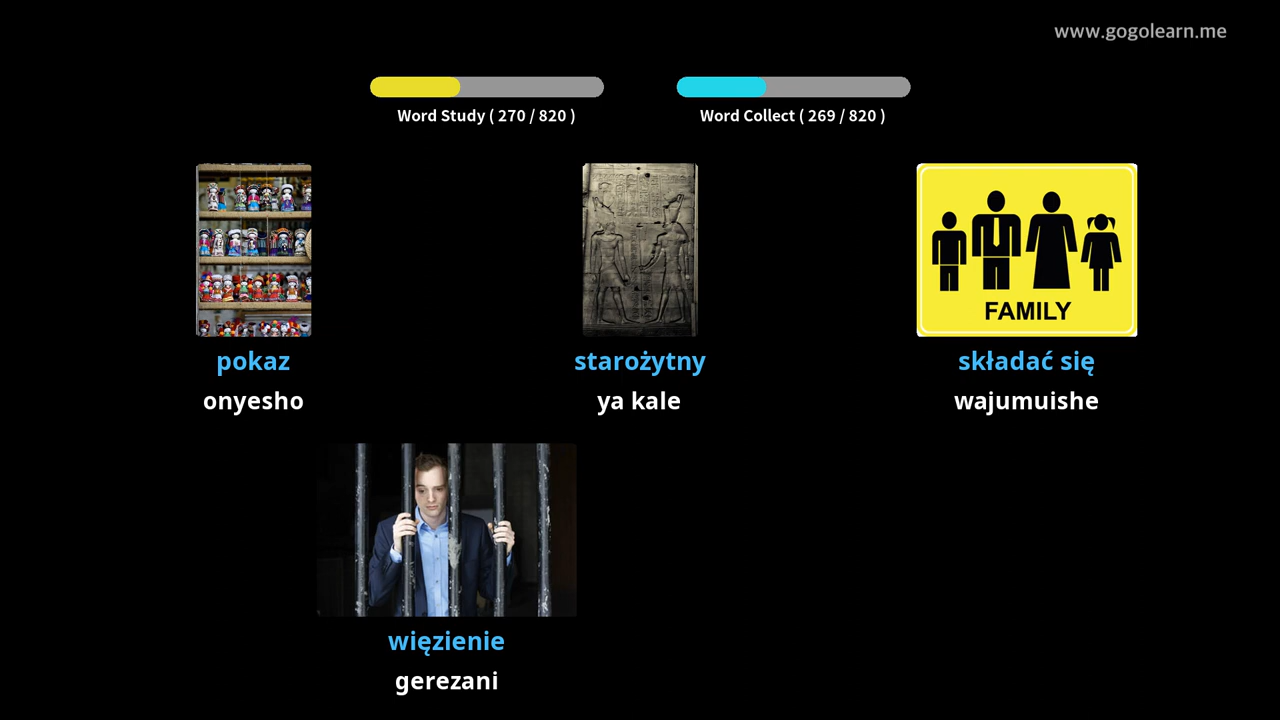 www.gogolearn.me
Word Study ( 270 / 820 )
Word Collect ( 269 / 820 )
FAMILY
pokaz
starożytny
składać się
onyesho
ya kale
wajumuishe
więzienie
gerezani